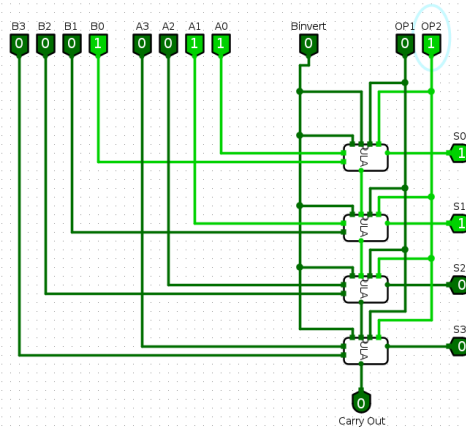 B3 B2 B1 B0 A3 A2 A1 A0 Binvert OP1 OP2
0 0 0 1 0 0 1 1 0 0 1
S0
ULA 1
S1
ULA 1
S2
ULA 0
S3
ULA 0
0
Carry Out